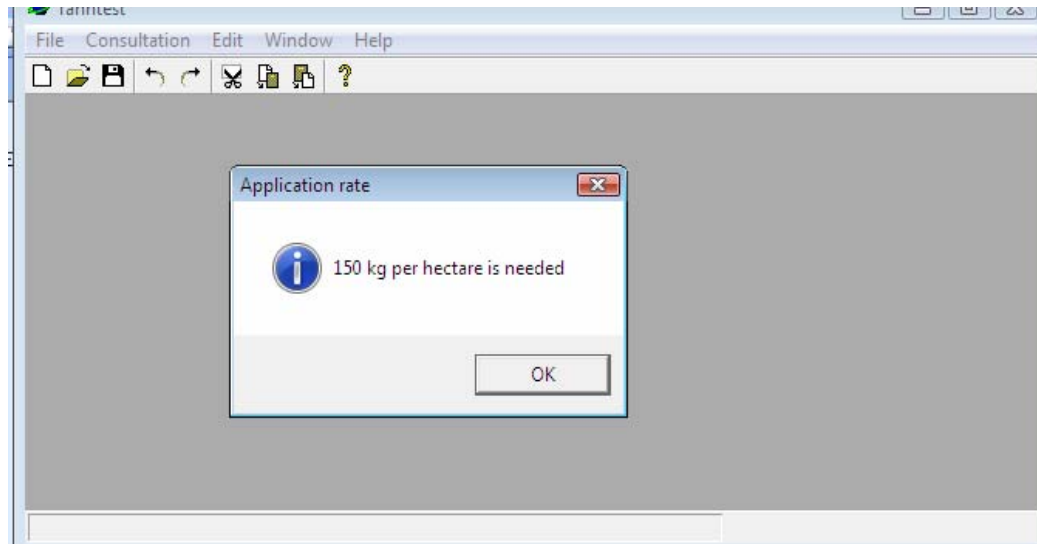 File Consultation Edit Window Help
Application rate
150 kg per hectare is needed
OK